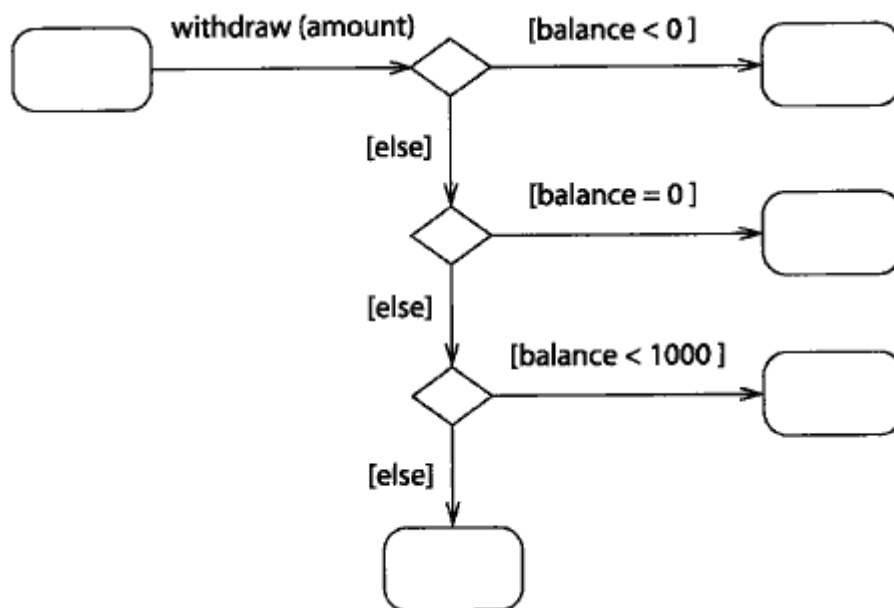 withdraw (amount)
[balance < 0 ]
[else]
[balance = 0 ]
[else]
[balance < 1000 ]
[else]